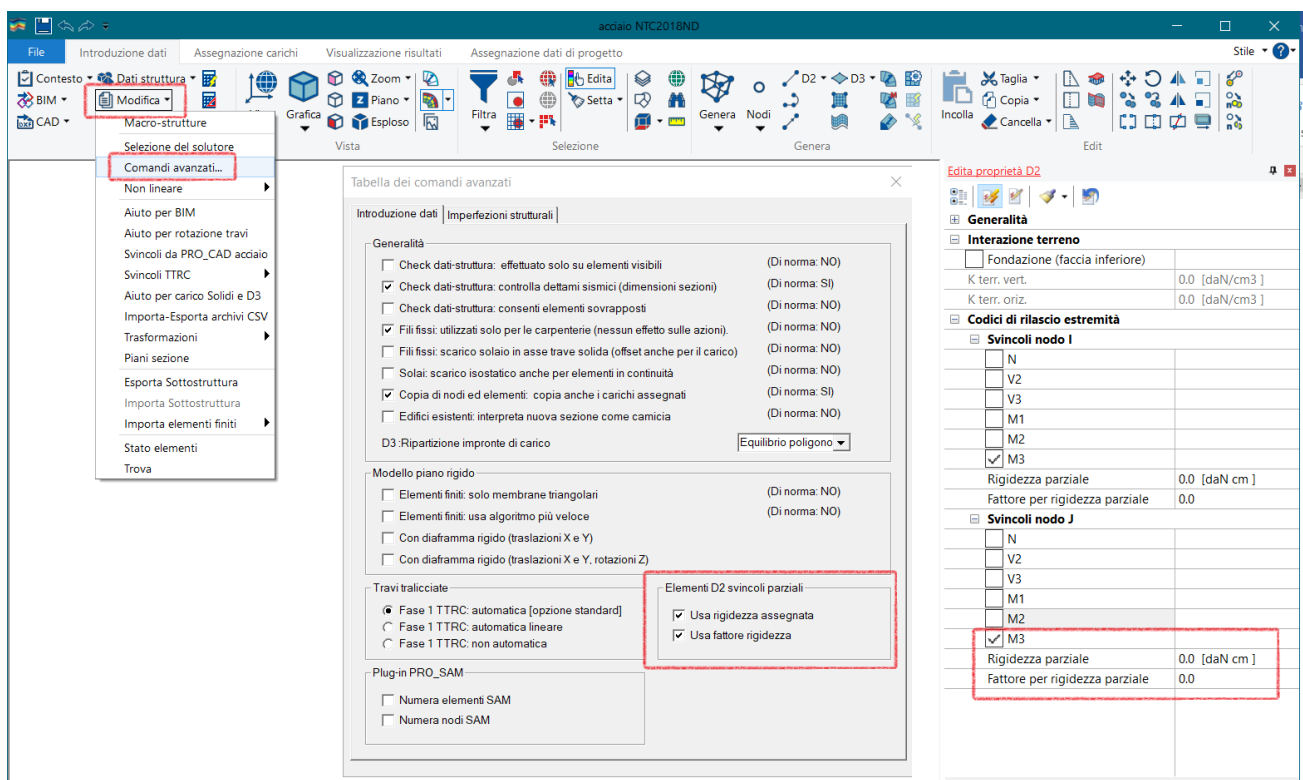 acciaio NTC2018ND
File Introduzione dati Assegnazione carichi Visualizzazione risultati Assegnazione dati di progetto Stile
Contesto Dati struttura Zoom D2 D3 Taglia
BIM Modifica Piano Edita Setta Copia
CAD Grafica Esploso Filtra Genera Nodi Incolla Cancella
Vista Selezione Genera Edit
Macro-strutture
Selezione del solutore
Comandi avanzati...
Non lineare
Aiuto per BIM
Aiuto per rotazione travi
Svincoli da PRO_CAD acciaio
Svincoli TTRC
Aiuto per carico Solidi e D3
Importa-Esporta archivi CSV
Trasformazioni
Piani sezione
Esporta Sottostruttura
Importa Sottostruttura
Importa elementi finiti
Stato elementi
Trova
Tabella dei comandi avanzati
Introduzione dati Imperfezioni strutturali
Generalità
Check dati-struttura: effettuato solo su elementi visibili (Di norma: NO)
Check dati-struttura: controlla dettami sismici (dimensioni sezioni) (Di norma: SI)
Check dati-struttura: consenti elementi sovrapposti (Di norma: NO)
Fili fissi: utilizzati solo per le carpenterie (nessun effetto sulle azioni). (Di norma: NO)
Fili fissi: scarico solaio in asse trave solida (offset anche per il carico) (Di norma: NO)
Solai: scarico isostatico anche per elementi in continuità (Di norma: NO)
Copia di nodi ed elementi: copia anche i carichi assegnati (Di norma: SI)
Edifici esistenti: interpreta nuova sezione come camicia (Di norma: NO)
D3 :Ripartizione impronte di carico Equilibrio poligono
Modello piano rigido
Elementi finiti: solo membrane triangolari (Di norma: NO)
Elementi finiti: usa algoritmo più veloce (Di norma: NO)
Con diaframma rigido (traslazioni X e Y)
Con diaframma rigido (traslazioni X e Y, rotazioni Z)
Travi tralicciate
Fase 1 TTRC: automatica [opzione standard]
Fase 1 TTRC: automatica lineare
Fase 1 TTRC: non automatica
Elementi D2 svincoli parziali
Usa rigidezza assegnata
Usa fattore rigidezza
Plug-in PRO_SAM
Numera elementi SAM
Numera nodi SAM
Edita proprietà D2
Generalità
Interazione terreno
Fondazione (faccia inferiore)
K terr. vert. 0.0 [daN/cm3 ]
K terr. oriz. 0.0 [daN/cm3 ]
Codici di rilascio estremità
Svincoli nodo I
N
V2
V3
M1
M2
M3
Rigidezza parziale 0.0 [daN cm ]
Fattore per rigidezza parziale 0.0
Svincoli nodo J
N
V2
V3
M1
M2
M3
Rigidezza parziale 0.0 [daN cm ]
Fattore per rigidezza parziale 0.0